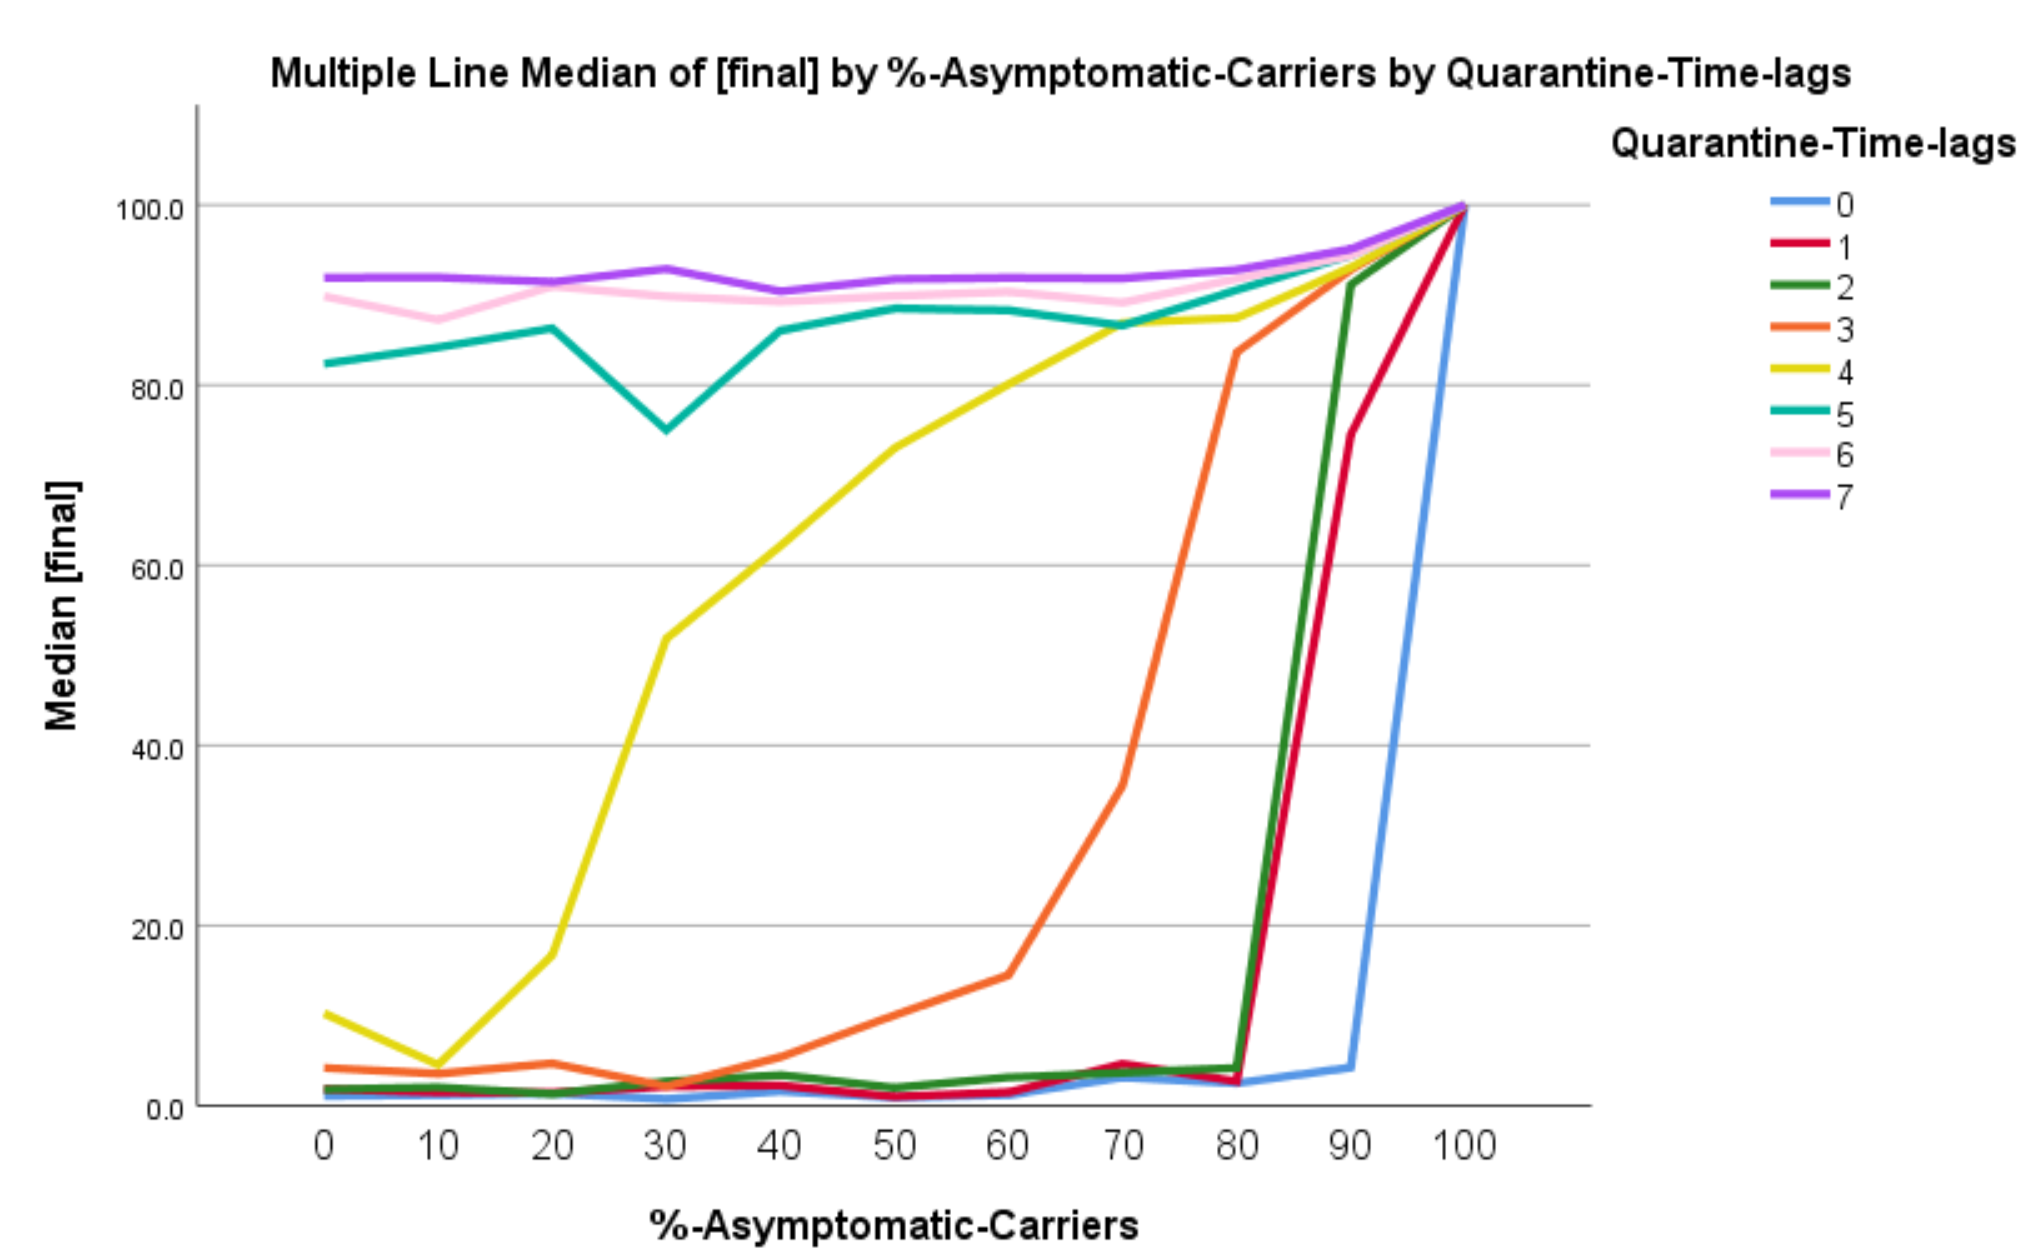 Multiple Line Median of [final] by %-Asymptomatic-Carriers by Quarantine-Time-lags
Quarantine-Time-lags
0
1
2
3
4
5
6
7
Median [final]
100.0
80.0
60.0
40.0
20.0
0.0
0 10 20 30 40 50 60 70 80 90 100
%-Asymptomatic-Carriers